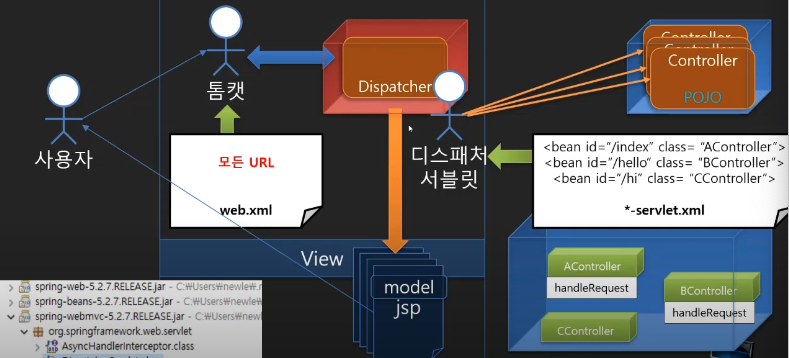 톰캣
Dispatcher
Controller
Controller
Controller
POJO
사용자
모든 URL
web.xml
디스패처
서블릿
<bean id="/index" class= "AController">
<bean id="/hello" class= "BController">
<bean id="/hi" class= "CController">
*-servlet.xml
View
model
jsp
AController
handleRequest
BController
handleRequest
CController
spring-web-5.2.7.RELEASE.jar - C:₩Users₩newle₩.
spring-beans-5.2.7.RELEASE.jar - C:₩Users₩newle₩
spring-webmvc-5.2.7.RELEASE.jar - C:₩Users₩
org.springframework.web.servlet
AsyncHandlerInterceptor.class